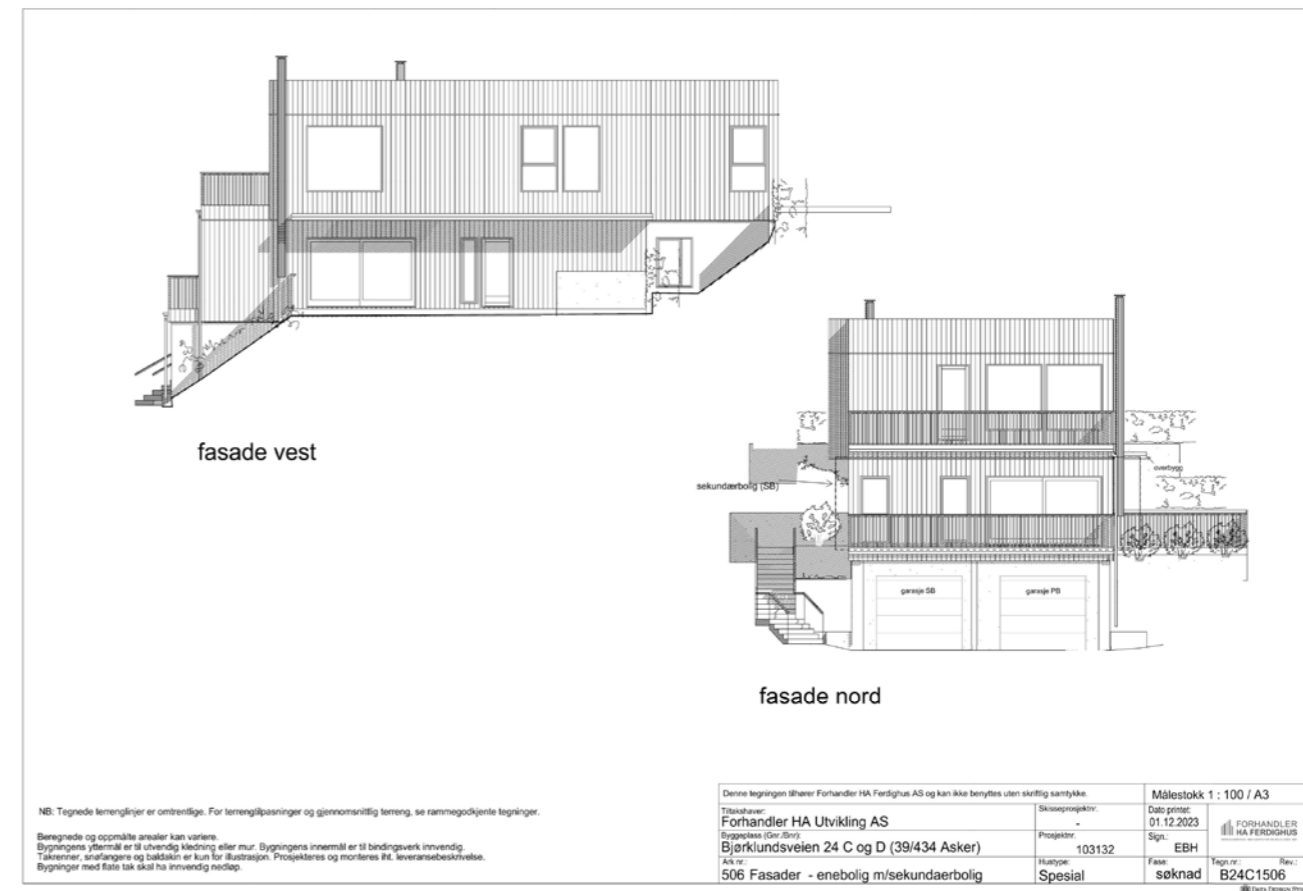 fasade vest
sekundærbolig (SB)
overbygg
garasje SB
garasje PB
fasade nord
NB: Tegnede terrenglinjer er omtrentlige. For terrengtilpasninger og gjennomsnittlig terreng, se rammegodkjente tegninger.
Beregnede og oppmålte arealer kan variere.
Bygningens yttermål er til utvendig kledning eller mur. Bygningens innermål er til bindingsverk innvendig.
Takrenner, snøfangere og baldakin er kun for illustrasjon. Prosjekteres og monteres iht. leveransebeskrivelse.
Bygninger med flate tak skal ha innvendig nedløp.
Denne tegningen tilhører Forhandler HA Ferdighus AS og kan ikke benyttes uten skriftlig samtykke.
Målestokk 1 : 100 / A3
Tiltakshaver:
Forhandler HA Utvikling AS
Skisseprosjektnr.
-
Dato printet:
01.12.2023
FORHANDLER
HA FERDIGHUS
Byggeplass (Gnr./Bnr):
Bjørklundsveien 24 C og D (39/434 Asker)
Prosjektnr.
103132
Sign.:
EBH
Ark nr.:
506 Fasader - enebolig m/sekundaerbolig
Hustype:
Spesial
Fase:
søknad
Tegn.nr.:
B24C1506
Rev.: